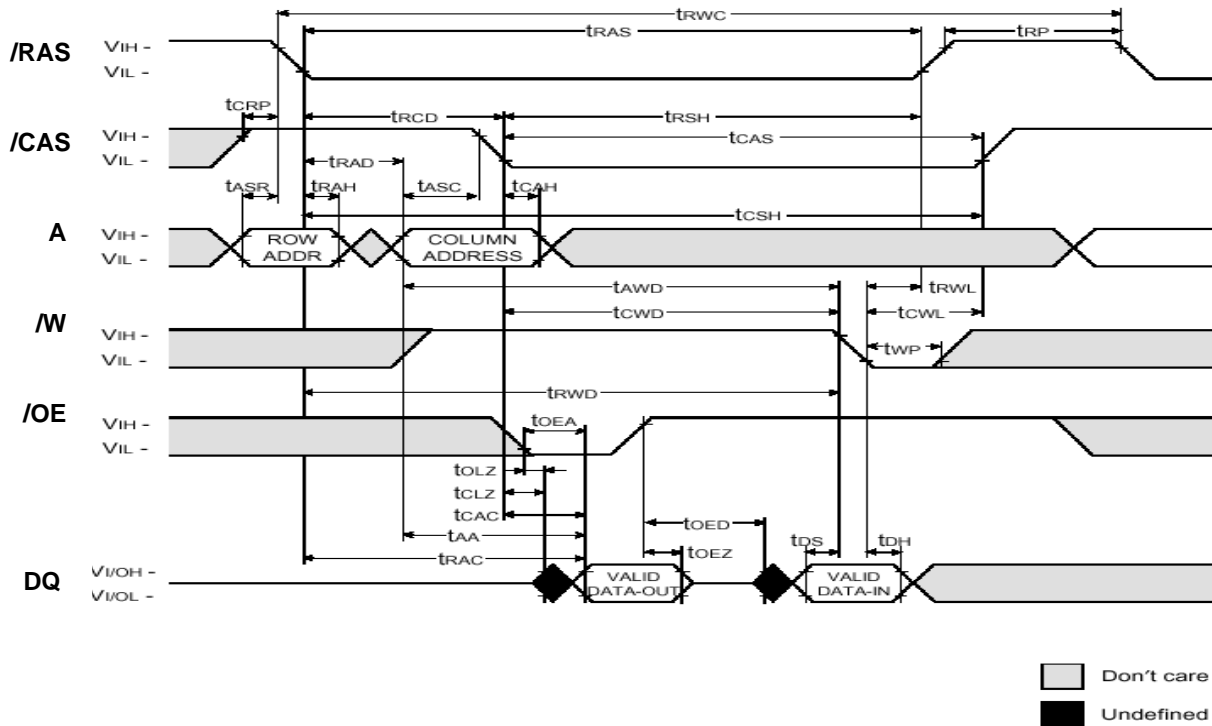 tRWC
tRAS
tRP
/RAS
VIH -
VIL -
tCRP
tRCD
tRSH
/CAS
VIH -
VIL -
tCAS
tRAD
tASR
tRAH
tASC
tCAH
tCSH
A
VIH -
VIL -
ROW
ADDR
COLUMN
ADDRESS
tAWD
tRWL
tCWD
tCWL
/W
VIH -
VIL -
tWP
tRWD
/OE
VIH -
VIL -
tOEA
tOLZ
tCLZ
tCAC
tOED
tAA
tDS
tDH
tOEZ
tRAC
DQ
VI/OH -
VI/OL -
VALID
DATA-OUT
VALID
DATA-IN
Don't care
Undefined